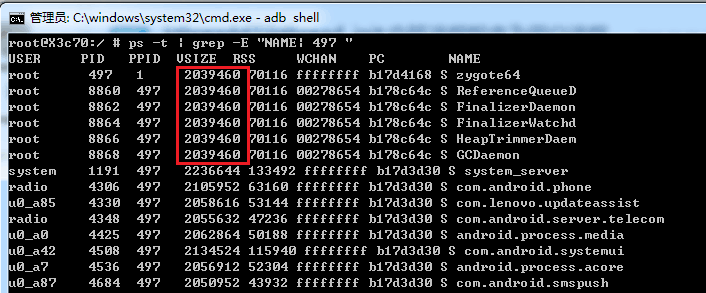 管理员: C:\windows\system32\cmd.exe - adb  shell
root@X3c70:/ # ps -t | grep -E "NAME| 497 "
USER     PID   PPID  VSIZE  RSS     WCHAN    PC         NAME
root      497   1     2039460 70116 ffffffff b17d4168 S zygote64
root      8860  497   2039460 70116 00278654 b178c64c S ReferenceQueueD
root      8862  497   2039460 70116 00278654 b178c64c S FinalizerDaemon
root      8864  497   2039460 70116 00278654 b178c64c S FinalizerWatchd
root      8866  497   2039460 70116 00278654 b178c64c S HeapTrimmerDaem
root      8868  497   2039460 70116 00278654 b178c64c S GCDaemon
system    1191  497   2236644 133492 ffffffff b17d3d30 S system_server
radio     4306  497   2105952 63160 ffffffff b17d3d30 S com.android.phone
u0_a85    4330  497   2058616 53144 ffffffff b17d3d30 S com.lenovo.updateassist
radio     4348  497   2055632 47236 ffffffff b17d3d30 S com.android.server.telecom
u0_a0     4425  497   2062864 50188 ffffffff b17d3d30 S android.process.media
u0_a42    4508  497   2134524 115940 ffffffff b17d3d30 S com.android.systemui
u0_a7     4536  497   2056912 52304 ffffffff b17d3d30 S android.process.acore
u0_a87    4684  497   2050952 43932 ffffffff b17d3d30 S com.android.smspush